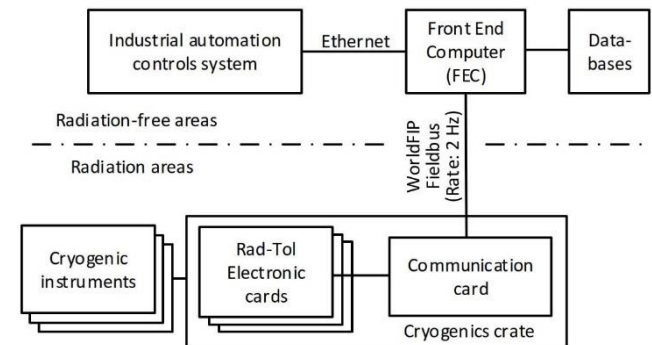 Industrial automation
controls system
Ethernet
Front End
Computer
(FEC)
Data-
bases
Radiation-free areas
Radiation areas
WorldFIP
Fieldbus
(Rate: 2 Hz)
Cryogenic
instruments
Rad-Tol
Electronic
cards
Communication
card
Cryogenics crate